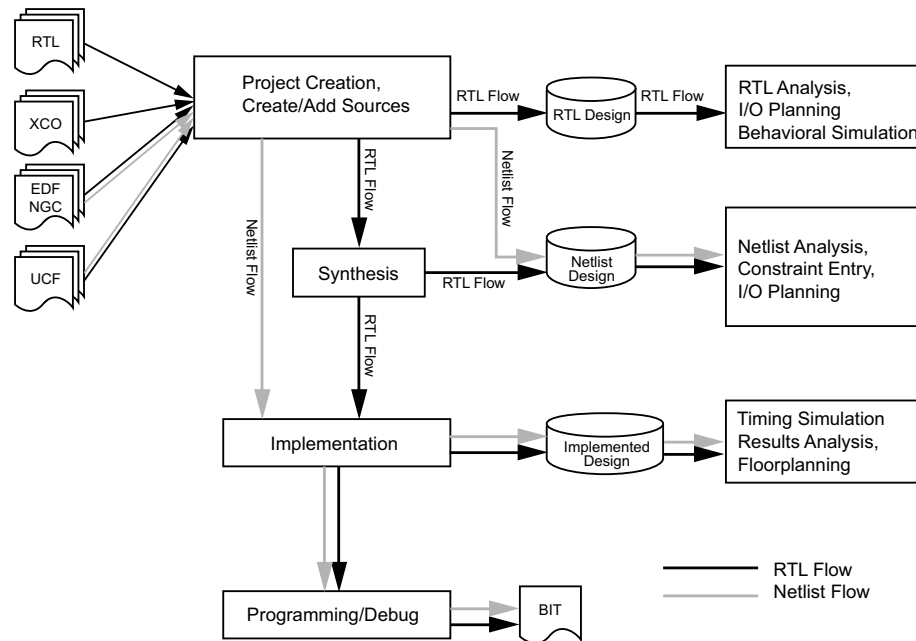 RTL
XCO
EDF
NGC
UCF
Project Creation,
Create/Add Sources
RTL Flow
RTL Design
RTL Flow
RTL Analysis,
I/O Planning
Behavioral Simulation
Netlist Flow
RTL Flow
Netlist Flow
Synthesis
RTL Flow
Netlist
Design
Netlist Analysis,
Constraint Entry,
I/O Planning
RTL Flow
Implementation
Implemented
Design
Timing Simulation
Results Analysis,
Floorplanning
Programming/Debug
BIT
RTL Flow
Netlist Flow